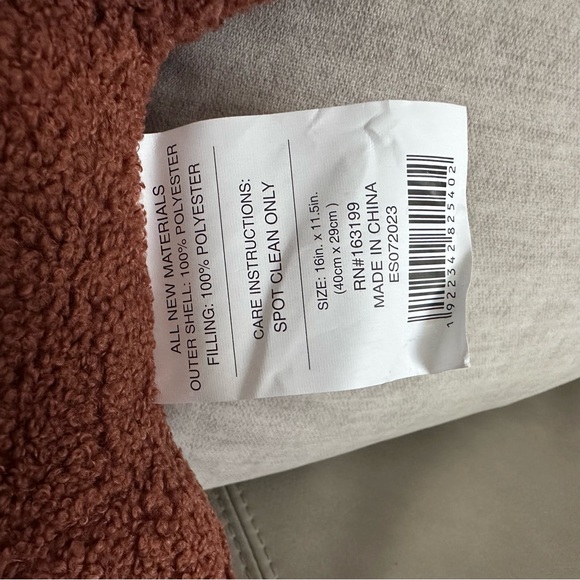 ALL NEW MATERIALS
OUTER SHELL: 100% POLYESTER
FILLING: 100% POLYESTER
CARE INSTRUCTIONS:
SPOT CLEAN ONLY
SIZE: 16in. x 11.5in.
(40cm x 29cm )
RN#163199
MADE IN CHINA
ES072023
1922342825402